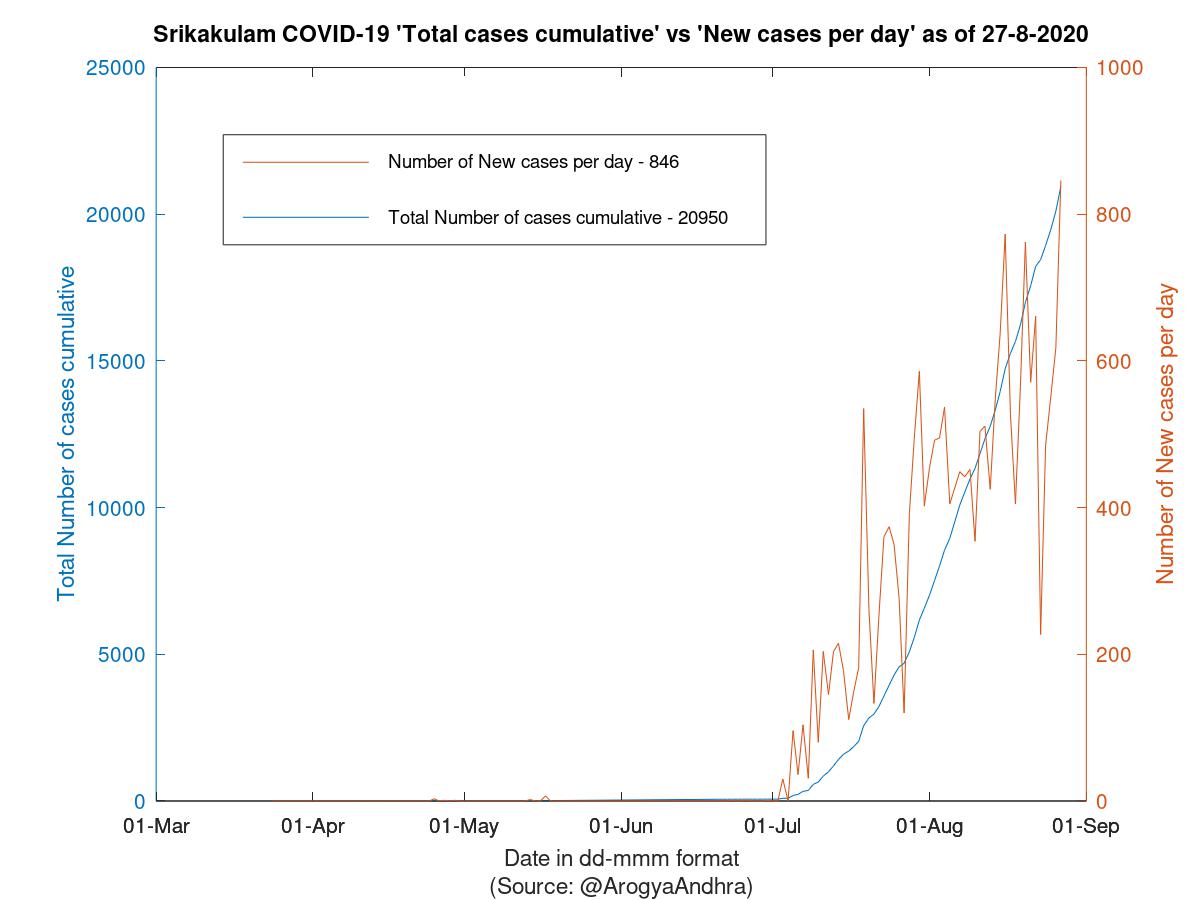 Srikakulam COVID-19 'Total cases cumulative' vs 'New cases per day' as of 27-8-2020
25000
20000
15000
10000
5000
0
Total Number of cases cumulative
Number of New cases per day - 846
Total Number of cases cumulative - 20950
1000
800
600
400
200
0
Number of New cases per day
01-Mar 01-Apr 01-May 01-Jun 01-Jul 01-Aug 01-Sep
Date in dd-mmm format
(Source: @ArogyaAndhra)